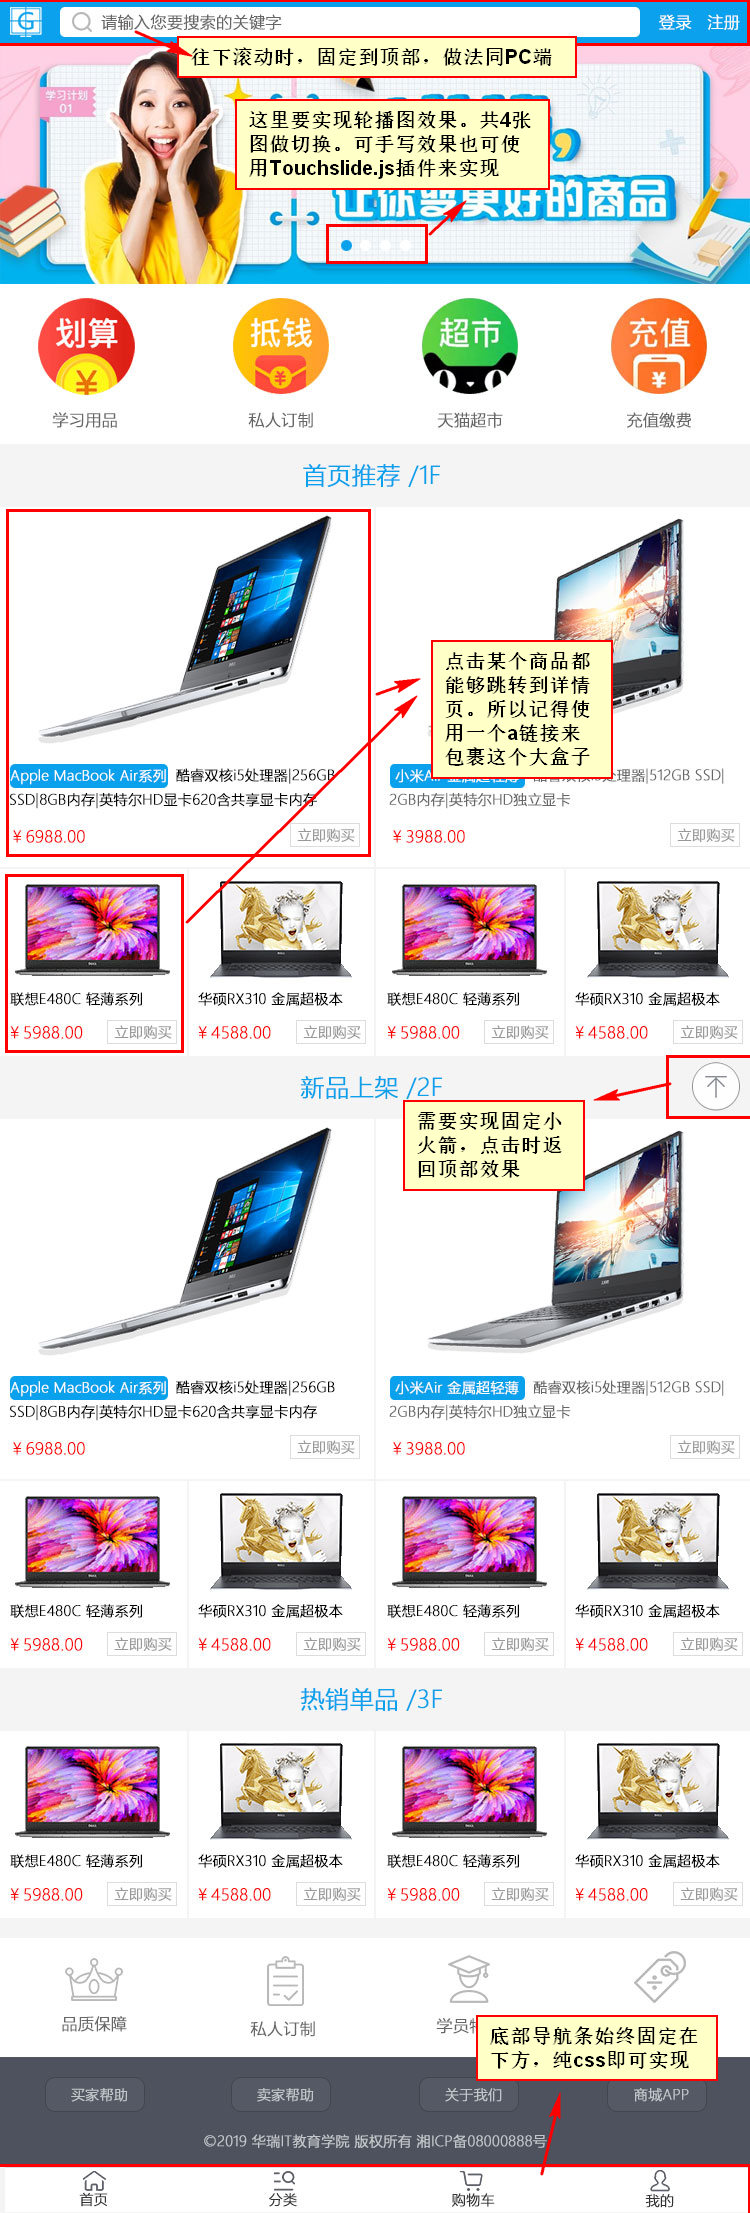 请输入您要搜索的关键字
登录 注册
往下滚动时，固定到顶部，做法同PC端
学习计划
01
这里要实现轮播图效果。共4张
图做切换。可手写效果也可使
用Touchslide.js插件来实现
让你要更好的商品
划算 抵钱 超市 充值
学习用品 私人订制 天猫超市 充值缴费
首页推荐 /1F
点击某个商品都
能够跳转到详情
页。所以记得使
用一个a链接来
包裹这个大盒子
Apple MacBook Air系列 酷睿双核i5处理器|256GB
SSD|8GB内存|英特尔HD显卡620含共享显卡内存
￥6988.00 立即购买
小米Air 金属超轻薄 酷睿双核i5处理器|512GB SSD|
2GB内存|英特尔HD独立显卡
￥3988.00 立即购买
联想E480C 轻薄系列 华硕RX310 金属超极本 联想E480C 轻薄系列 华硕RX310 金属超极本
￥5988.00 立即购买 ￥4588.00 立即购买 ￥5988.00 立即购买 ￥4588.00 立即购买
新品上架 /2F
需要实现固定小
火箭，点击时返
回顶部效果
Apple MacBook Air系列 酷睿双核i5处理器|256GB
SSD|8GB内存|英特尔HD显卡620含共享显卡内存
￥6988.00 立即购买
小米Air 金属超轻薄 酷睿双核i5处理器|512GB SSD|
2GB内存|英特尔HD独立显卡
￥3988.00 立即购买
联想E480C 轻薄系列 华硕RX310 金属超极本 联想E480C 轻薄系列 华硕RX310 金属超极本
￥5988.00 立即购买 ￥4588.00 立即购买 ￥5988.00 立即购买 ￥4588.00 立即购买
热销单品 /3F
联想E480C 轻薄系列 华硕RX310 金属超极本 联想E480C 轻薄系列 华硕RX310 金属超极本
￥5988.00 立即购买 ￥4588.00 立即购买 ￥5988.00 立即购买 ￥4588.00 立即购买
品质保障 私人订制 学员
底部导航条始终固定在
下方，纯css即可实现
买家帮助 卖家帮助 关于我们 商城APP
©2019 华瑞IT教育学院 版权所有 湘ICP备08000888号
首页 分类 购物车 我的